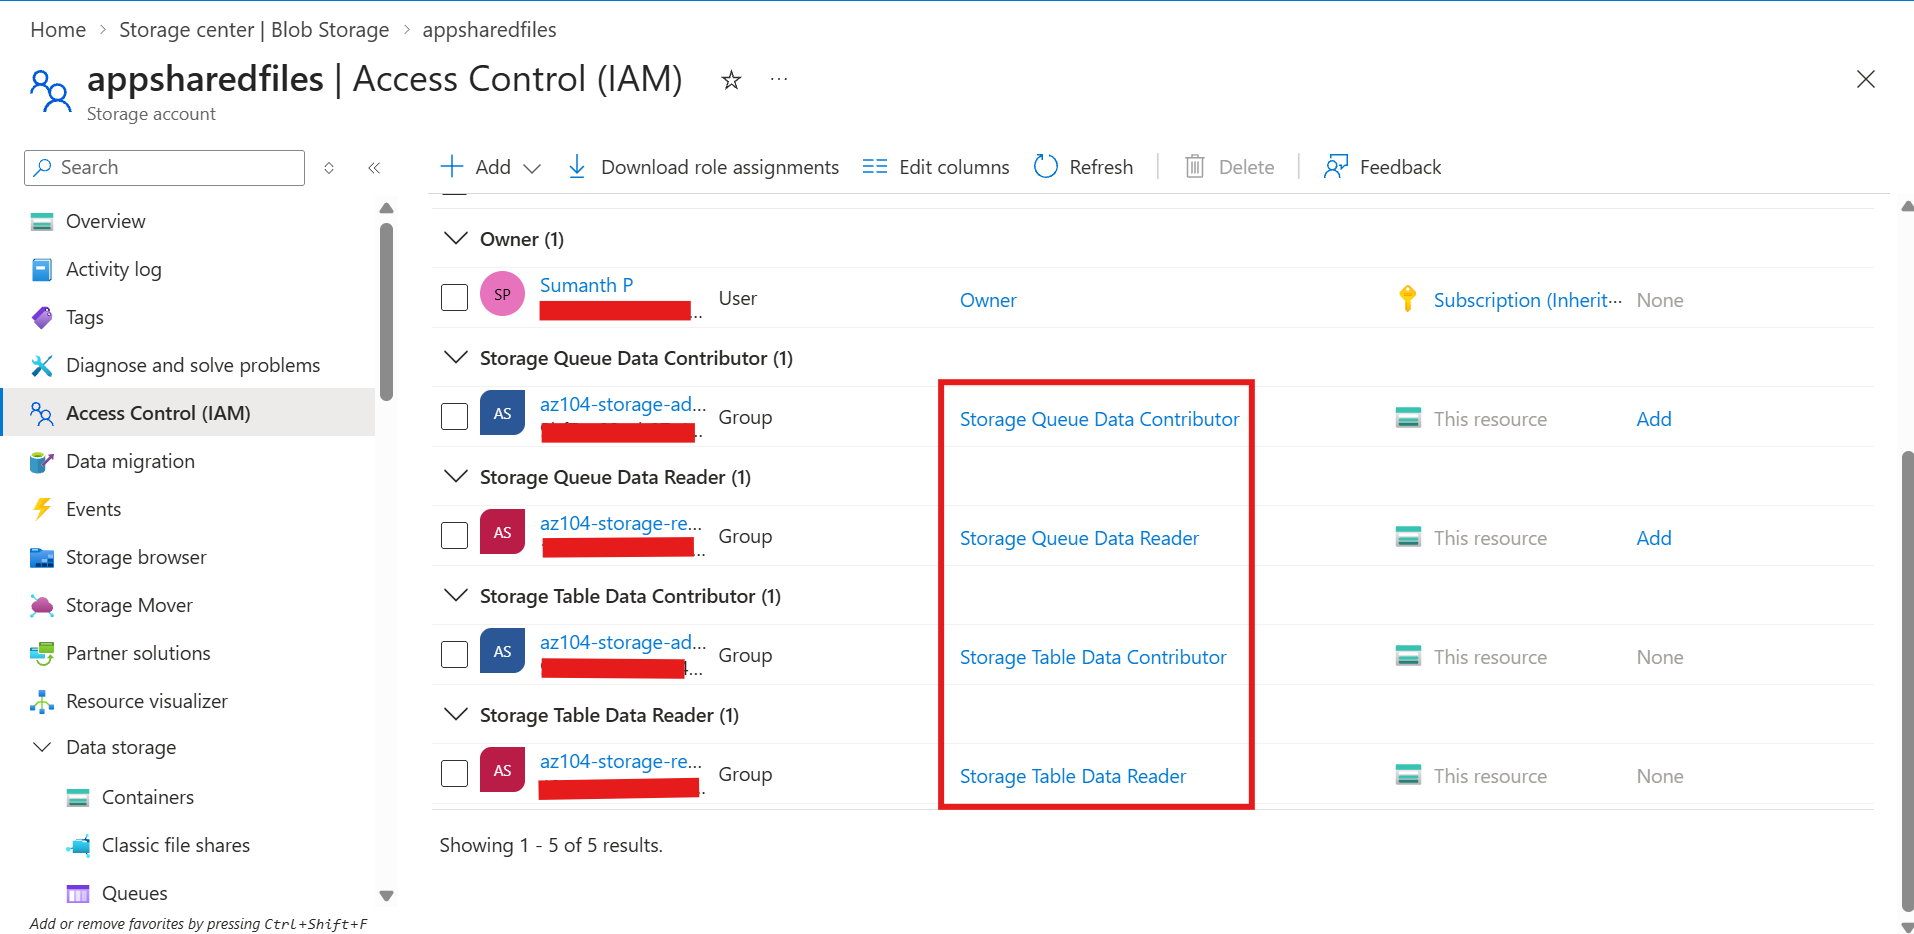 Home > Storage center | Blob Storage > appsharedfiles
appsharedfiles | Access Control (IAM)
Storage account
Search
Add
Download role assignments
Edit columns
Refresh
Delete
Feedback
Overview
Activity log
Tags
Diagnose and solve problems
Access Control (IAM)
Data migration
Events
Storage browser
Storage Mover
Partner solutions
Resource visualizer
Data storage
Containers
Classic file shares
Queues
Add or remove favorites by pressing Ctrl+Shift+F
Owner (1)
SP Sumanth P User Owner Subscription (Inherit··· None
Storage Queue Data Contributor (1)
AS az104-storage-ad... Group Storage Queue Data Contributor This resource Add
Storage Queue Data Reader (1)
AS az104-storage-re... Group Storage Queue Data Reader This resource Add
Storage Table Data Contributor (1)
AS az104-storage-ad... Group Storage Table Data Contributor This resource None
Storage Table Data Reader (1)
AS az104-storage-re... Group Storage Table Data Reader This resource None
Showing 1 - 5 of 5 results.